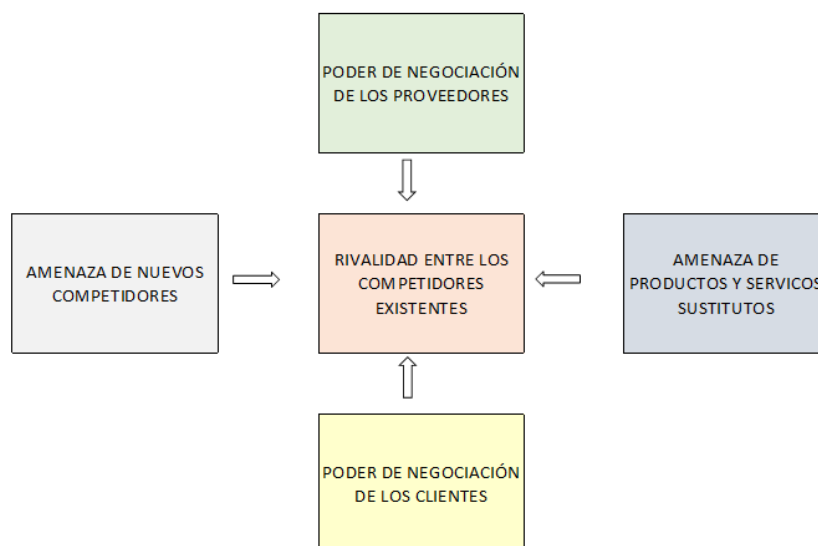 PODER DE NEGOCIACIÓN
DE LOS PROVEEDORES
AMENAZA DE NUEVOS
COMPETIDORES
RIVALIDAD ENTRE LOS
COMPETIDORES
EXISTENTES
AMENAZA DE
PRODUCTOS Y SERVICOS
SUSTITUTOS
PODER DE NEGOCIACIÓN
DE LOS CLIENTES